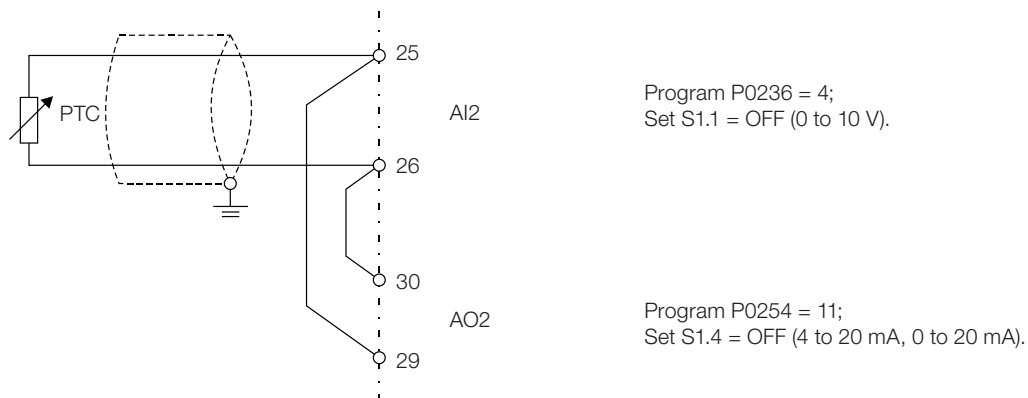 25
PTC
AI2
Program P0236 = 4;
Set S1.1 = OFF (0 to 10 V).
26
30
AO2
Program P0254 = 11;
Set S1.4 = OFF (4 to 20 mA, 0 to 20 mA).
29